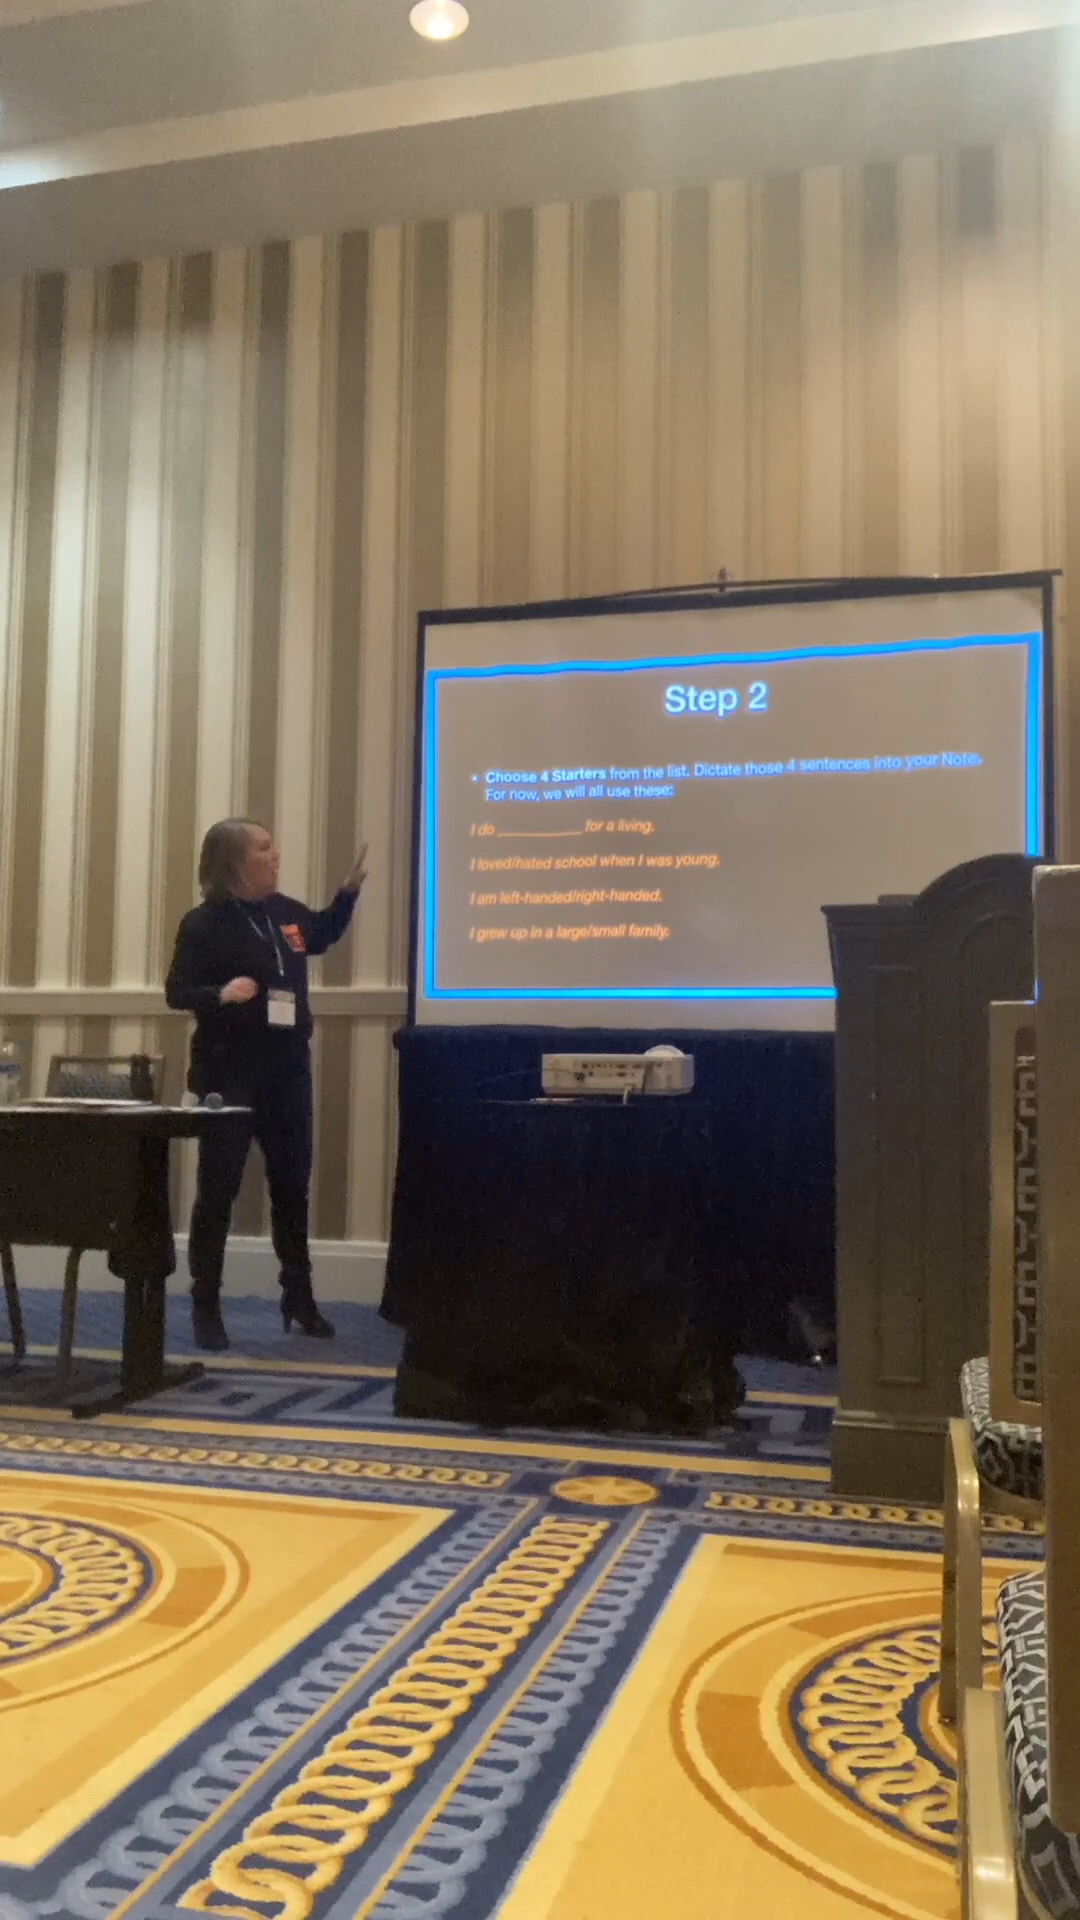 Step 2
• Choose 4 Starters from the list. Dictate those 4 sentences into your Note.
For now, we will all use these:
I do ____________ for a living.
I loved/hated school when I was young.
I am left-handed/right-handed.
I grew up in a large/small family.